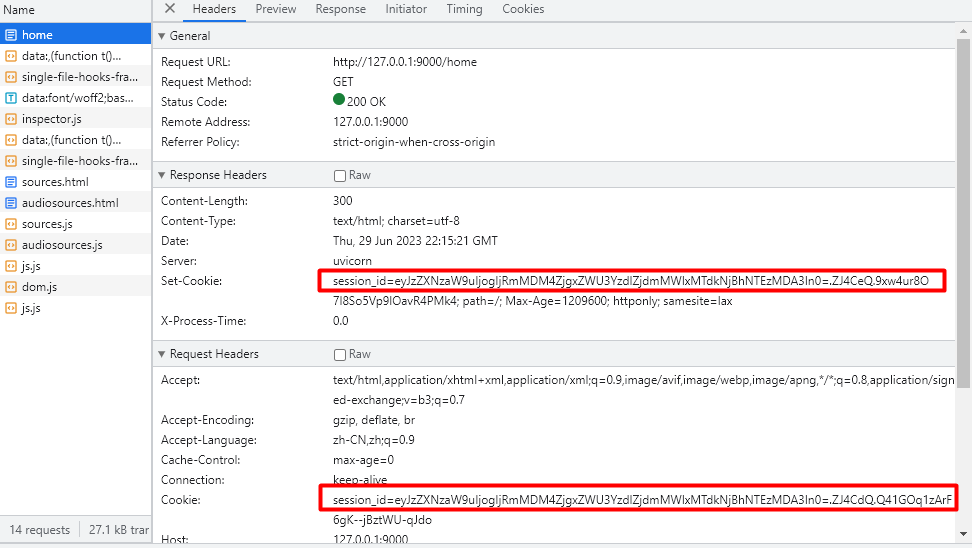 Name
Headers Preview Response Initiator Timing Cookies
home
data:,(function t()...
single-file-hooks-fra...
data:font/woff2;bas...
inspector.js
data:,(function t()...
single-file-hooks-fra...
sources.html
audiosources.html
sources.js
audiosources.js
js.js
dom.js
js.js
14 requests 27.1 kB tran
General
Request URL: http://127.0.0.1:9000/home
Request Method: GET
Status Code: 200 OK
Remote Address: 127.0.0.1:9000
Referrer Policy: strict-origin-when-cross-origin
Response Headers Raw
Content-Length: 300
Content-Type: text/html; charset=utf-8
Date: Thu, 29 Jun 2023 22:15:21 GMT
Server: uvicorn
Set-Cookie: session_id=eyJzZXNzaW9uIjogIjRmMDM4ZjgxZWU3YzdlZjdmMWIxMTdkNjBhNTEzMDA3In0=.ZJ4CeQ.9xw4ur8O
7I8So5Vp9IOavR4PMk4; path=/; Max-Age=1209600; httponly; samesite=lax
X-Process-Time: 0.0
Request Headers Raw
Accept: text/html,application/xhtml+xml,application/xml;q=0.9,image/avif,image/webp,image/apng,*/*;q=0.8,application/sign
ed-exchange;v=b3;q=0.7
Accept-Encoding: gzip, deflate, br
Accept-Language: zh-CN,zh;q=0.9
Cache-Control: max-age=0
Connection: keep-alive
Cookie: session_id=eyJzZXNzaW9uIjogIjRmMDM4ZjgxZWU3YzdlZjdmMWIxMTdkNjBhNTEzMDA3In0=.ZJ4CdQ.Q41GOq1zArF
6gK--jBztWU-qJdo
Host: 127.0.0.1:9000